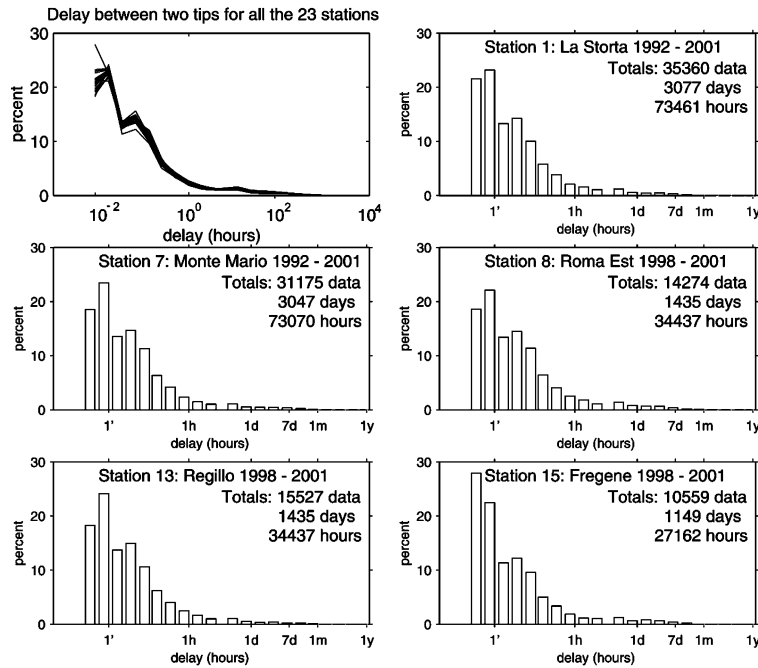 Delay between two tips for all the 23 stations
30
20
10
0
percent
10^-2
10^0
10^2
10^4
delay (hours)
Station 1: La Storta 1992 - 2001
Totals: 35360 data
3077 days
73461 hours
30
20
10
0
percent
1'
1h
1d
7d
1m
1y
delay (hours)
Station 7: Monte Mario 1992 - 2001
Totals: 31175 data
3047 days
73070 hours
30
20
10
0
percent
1'
1h
1d
7d
1m
1y
delay (hours)
Station 8: Roma Est 1998 - 2001
Totals: 14274 data
1435 days
34437 hours
30
20
10
0
percent
1'
1h
1d
7d
1m
1y
delay (hours)
Station 13: Regillo 1998 - 2001
Totals: 15527 data
1435 days
34437 hours
30
20
10
0
percent
1'
1h
1d
7d
1m
1y
delay (hours)
Station 15: Fregene 1998 - 2001
Totals: 10559 data
1149 days
27162 hours
30
20
10
0
percent
1'
1h
1d
7d
1m
1y
delay (hours)